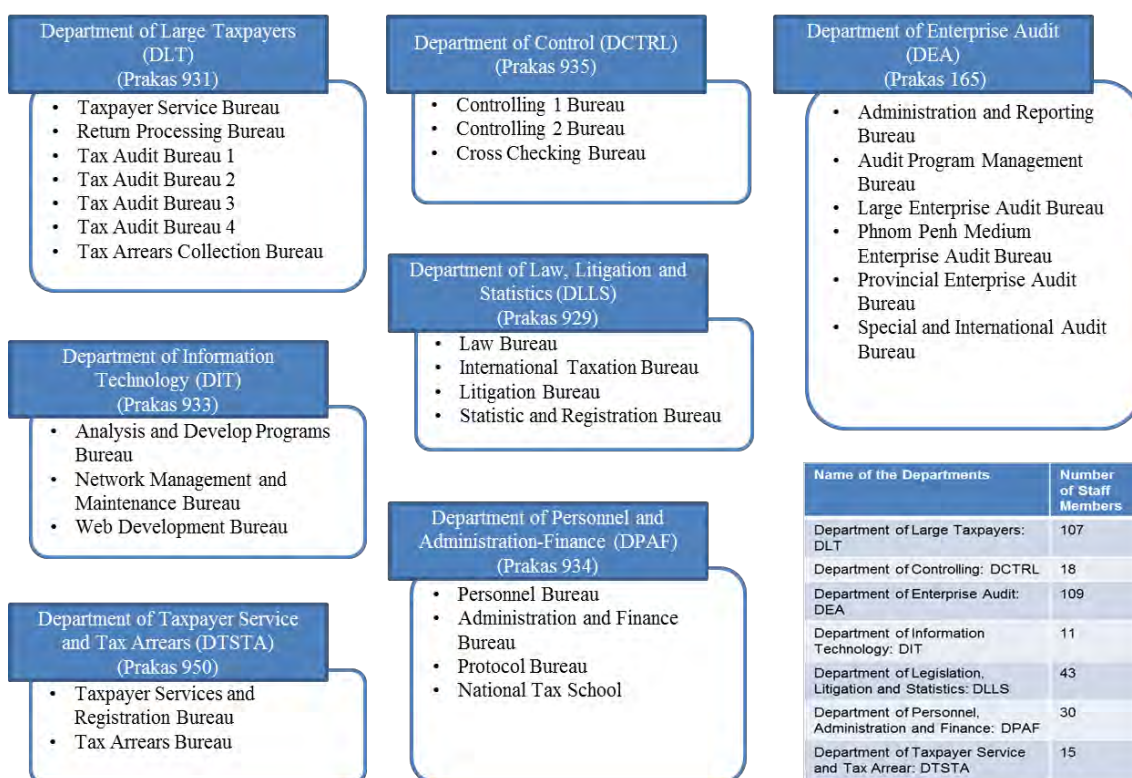 Department of Large Taxpayers
(DLT)
(Prakas 931)
• Taxpayer Service Bureau
• Return Processing Bureau
• Tax Audit Bureau 1
• Tax Audit Bureau 2
• Tax Audit Bureau 3
• Tax Audit Bureau 4
• Tax Arrears Collection Bureau
Department of Information
Technology (DIT)
(Prakas 933)
• Analysis and Develop Programs
Bureau
• Network Management and
Maintenance Bureau
• Web Development Bureau
Department of Taxpayer Service
and Tax Arrears (DTSTA)
(Prakas 950)
• Taxpayer Services and
Registration Bureau
• Tax Arrears Bureau
Department of Control (DCTRL)
(Prakas 935)
• Controlling 1 Bureau
• Controlling 2 Bureau
• Cross Checking Bureau
Department of Law, Litigation and
Statistics (DLLS)
(Prakas 929)
• Law Bureau
• International Taxation Bureau
• Litigation Bureau
• Statistic and Registration Bureau
Department of Personnel and
Administration-Finance (DPAF)
(Prakas 934)
• Personnel Bureau
• Administration and Finance
Bureau
• Protocol Bureau
• National Tax School
Department of Enterprise Audit
(DEA)
(Prakas 165)
• Administration and Reporting
Bureau
• Audit Program Management
Bureau
• Large Enterprise Audit Bureau
• Phnom Penh Medium
Enterprise Audit Bureau
• Provincial Enterprise Audit
Bureau
• Special and International Audit
Bureau
Name of the Departments Number
of Staff
Members
Department of Large Taxpayers: 107
DLT
Department of Controlling: DCTRL 18
Department of Enterprise Audit: 109
DEA
Department of Information 11
Technology: DIT
Department of Legislation, 43
Litigation and Statistics: DLLS
Department of Personnel, 30
Administration and Finance: DPAF
Department of Taxpayer Service 15
and Tax Arrear: DTSTA